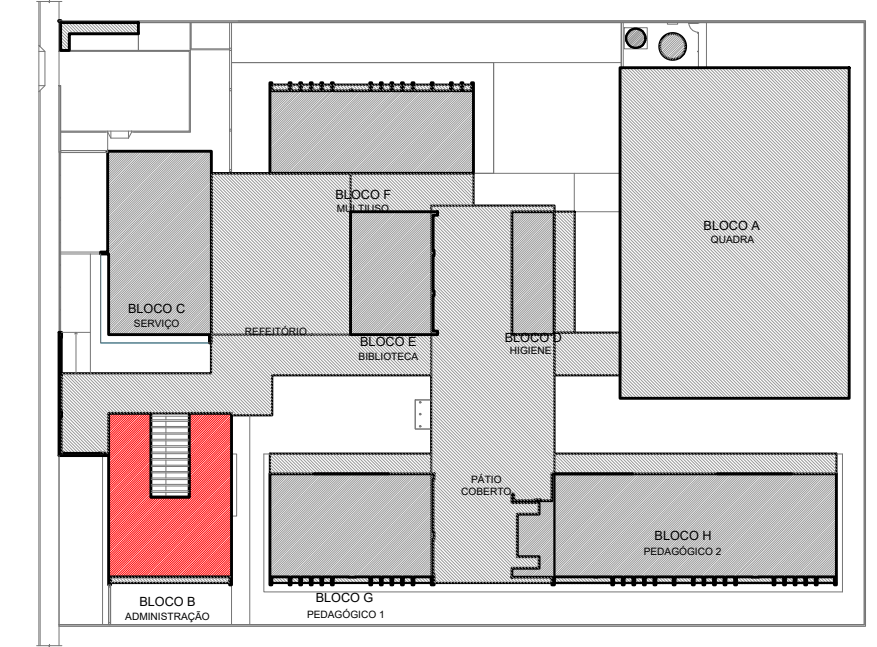 BLOCO F
MULTIUSO
BLOCO A
QUADRA
BLOCO C
SERVIÇO
REFEITÓRIO
BLOCO E
BIBLIOTECA
BLOCO D
HIGIENE
PÁTIO
COBERTO
BLOCO H
PEDAGÓGICO 2
BLOCO B
ADMINISTRAÇÃO
BLOCO G
PEDAGÓGICO 1